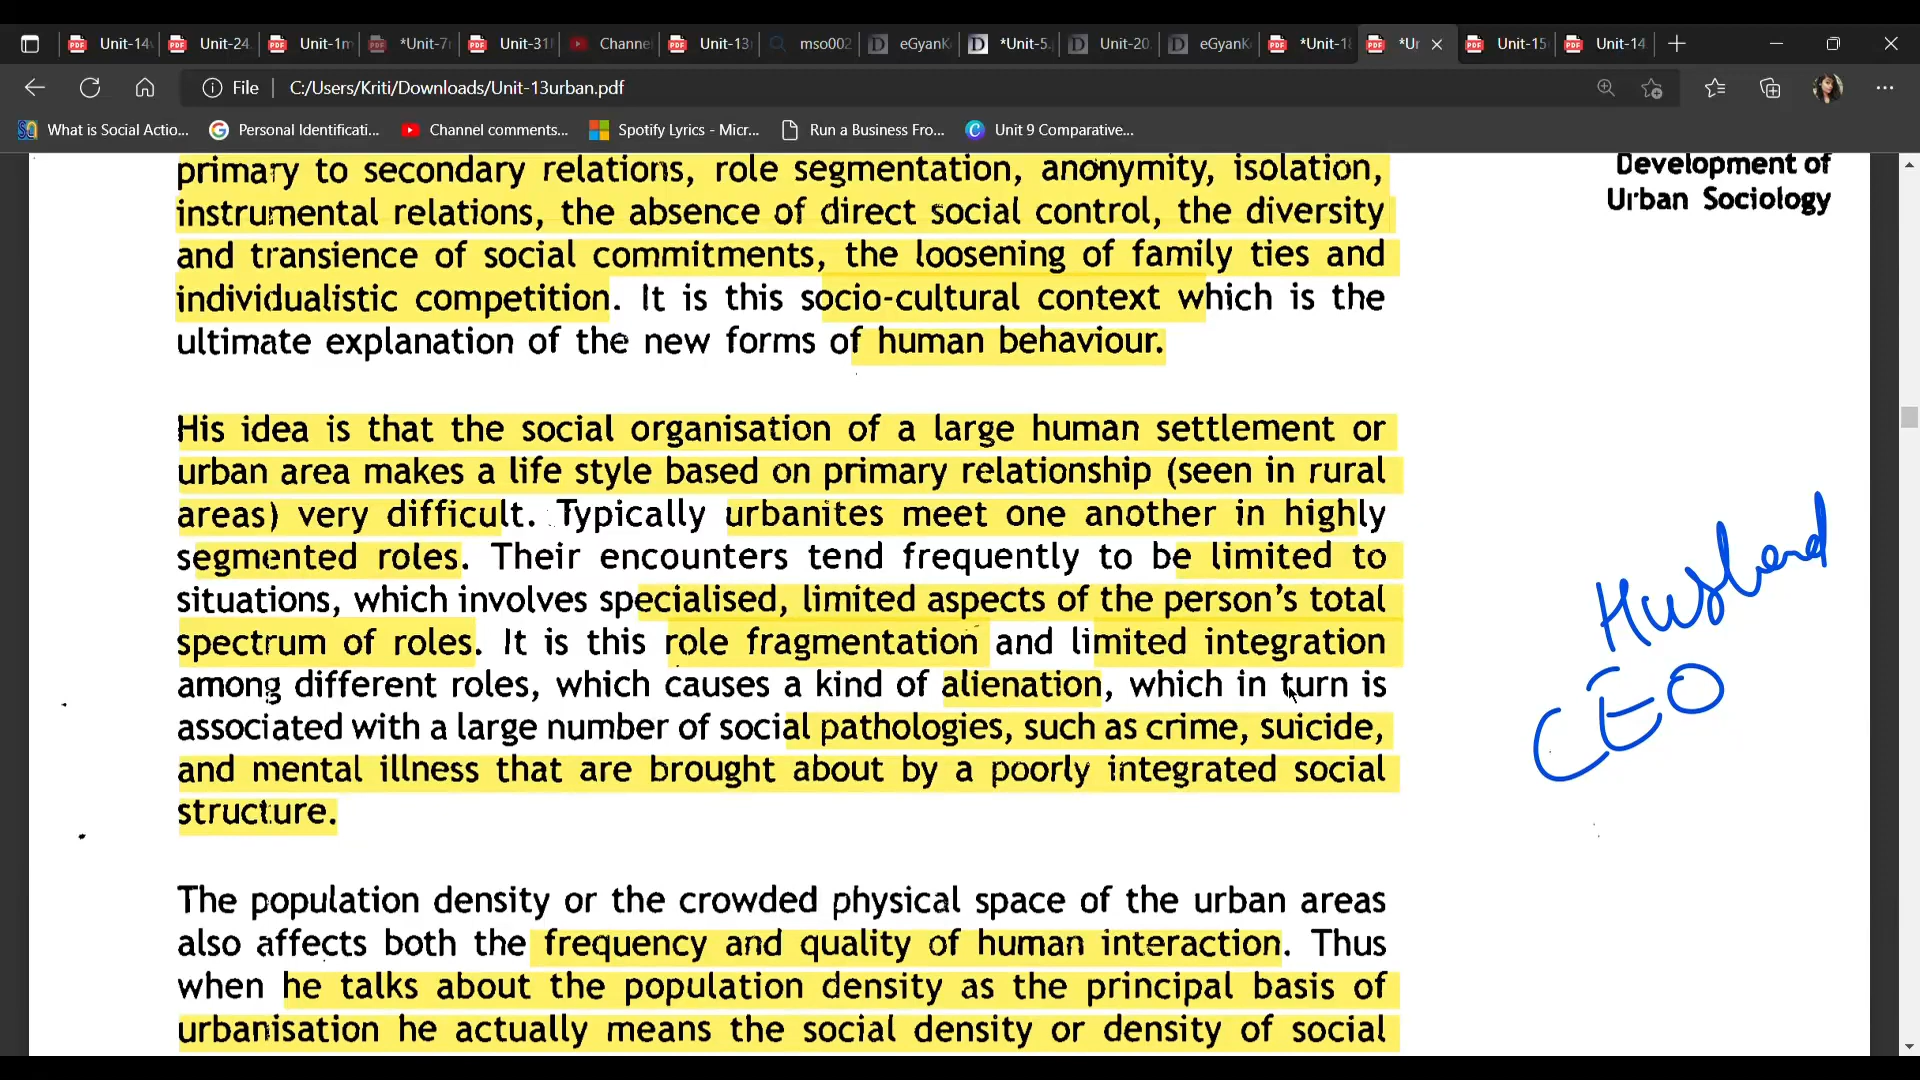 Unit-14
Unit-24
Unit-1m
*Unit-7
Unit-31
Channe
Unit-13
mso002
eGyanK
*Unit-5.
Unit-20
eGyanK
*Unit-1
*Ur
Unit-15
Unit-14
File C:/Users/Kriti/Downloads/Unit-13urban.pdf
What is Social Actio... Personal Identificati... Channel comments... Spotify Lyrics - Micr... Run a Business Fro... Unit 9 Comparative...
primary to secondary relations, role segmentation, anonymity, isolation,
instrumental relations, the absence of direct social control, the diversity
and transience of social commitments, the loosening of family ties and
individualistic competition. It is this socio-cultural context which is the
ultimate explanation of the new forms of human behaviour.
Development of
Urban Sociology
His idea is that the social organisation of a large human settlement or
urban area makes a life style based on primary relationship (seen in rural
areas) very difficult. Typically urbanites meet one another in highly
segmented roles. Their encounters tend frequently to be limited to
situations, which involves specialised, limited aspects of the person's total
spectrum of roles. It is this role fragmentation and limited integration
among different roles, which causes a kind of alienation, which in turn is
associated with a large number of social pathologies, such as crime, suicide,
and mental illness that are brought about by a poorly integrated social
structure.
Husbend
CEO
The population density or the crowded physical space of the urban areas
also affects both the frequency and quality of human interaction. Thus
when he talks about the population density as the principal basis of
urbanisation he actually means the social density or density of social